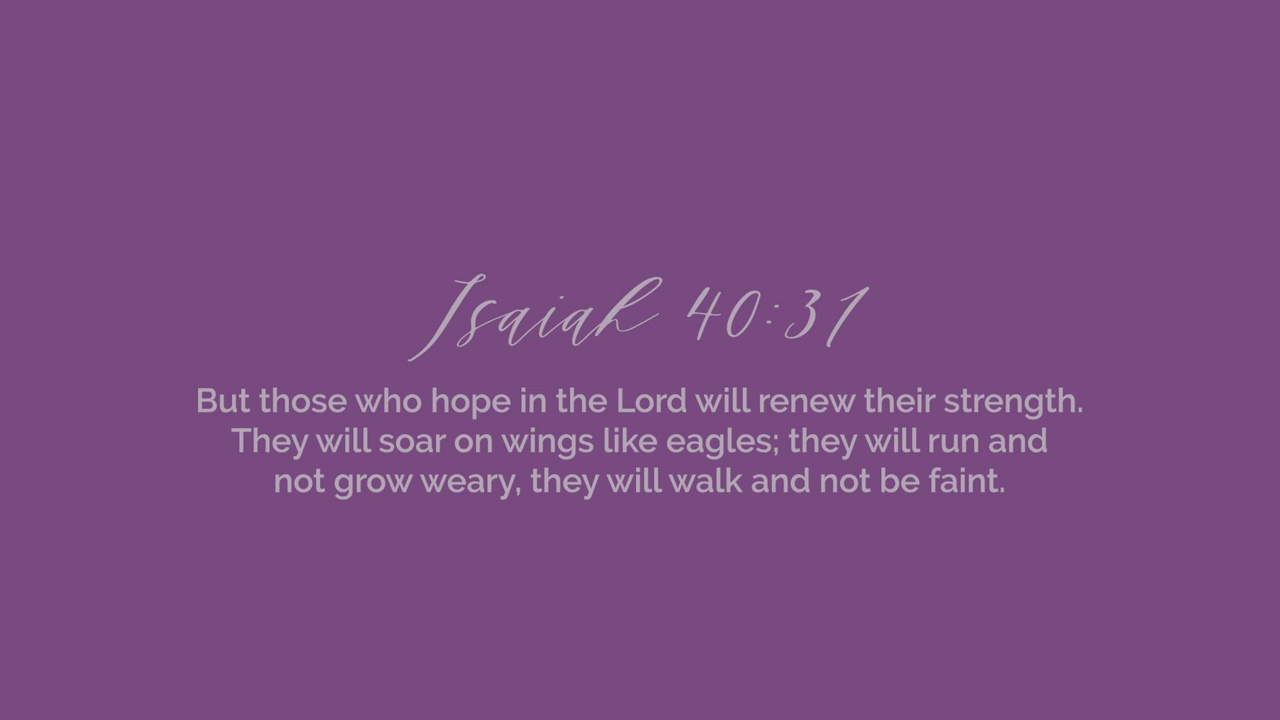 Isaiah 40:31
But those who hope in the Lord will renew their strength.
They will soar on wings like eagles; they will run and
not grow weary, they will walk and not be faint.